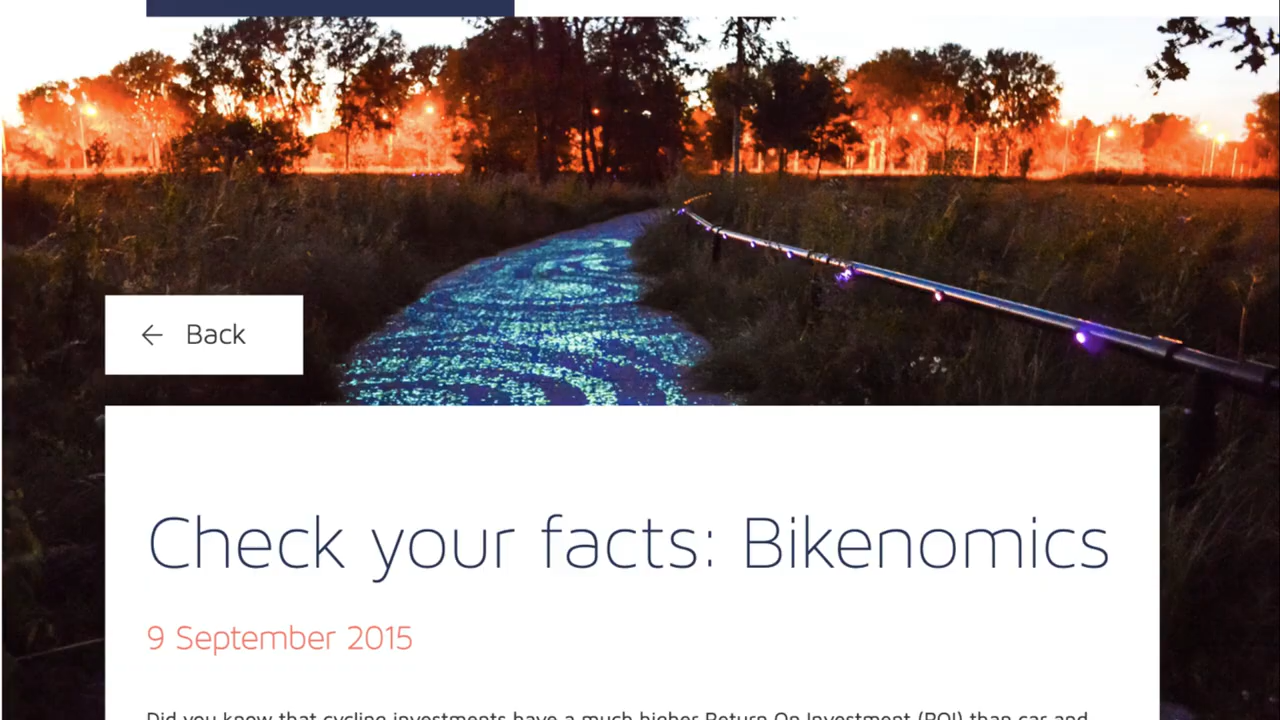 ← Back
Check your facts: Bikenomics
9 September 2015
Did you know that cycling investments have a much higher Return On Investment (ROI) than car and